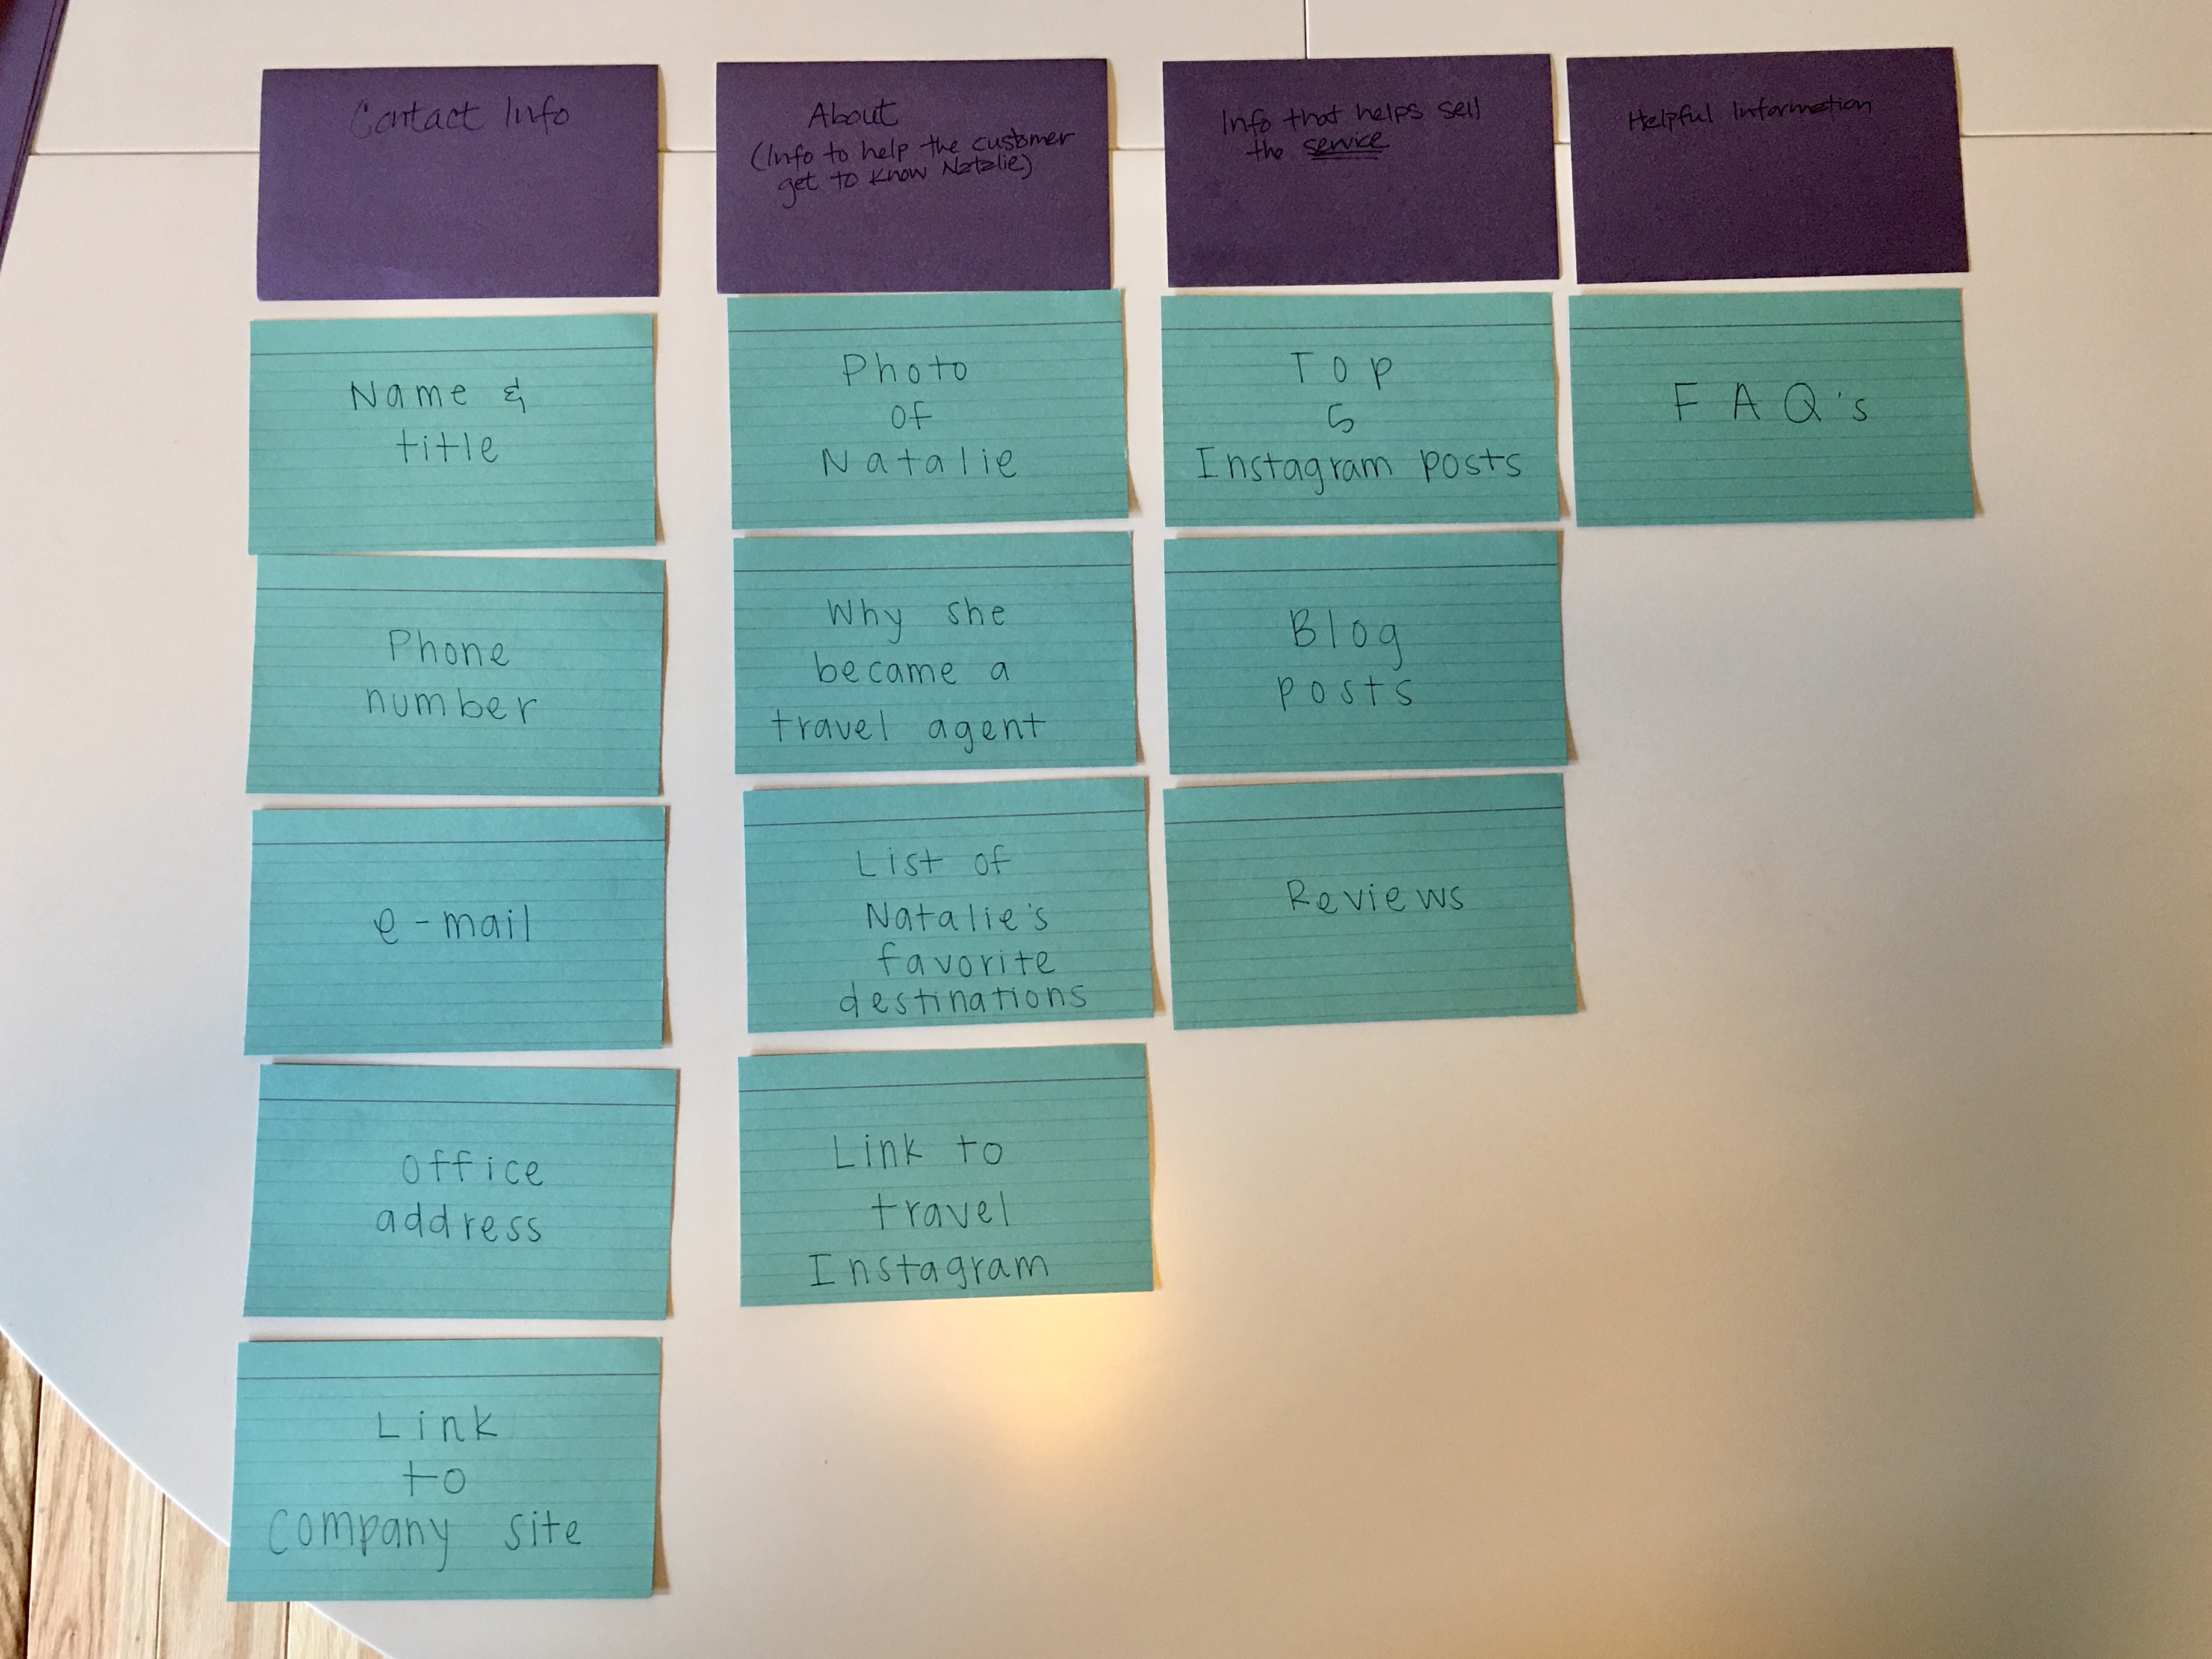 Contact Info
Name &
title
Phone
number
e-mail
Office
address
Link
to
Company site
About
(Info to help the customer
get to know Natalie)
Photo
of
Natalie
Why she
became a
travel agent
List of
Natalie's
favorite
destinations
Link to
travel
Instagram
Info that helps sell
the service
Top
5
Instagram posts
Blog
posts
Reviews
Helpful Information
FAQ's